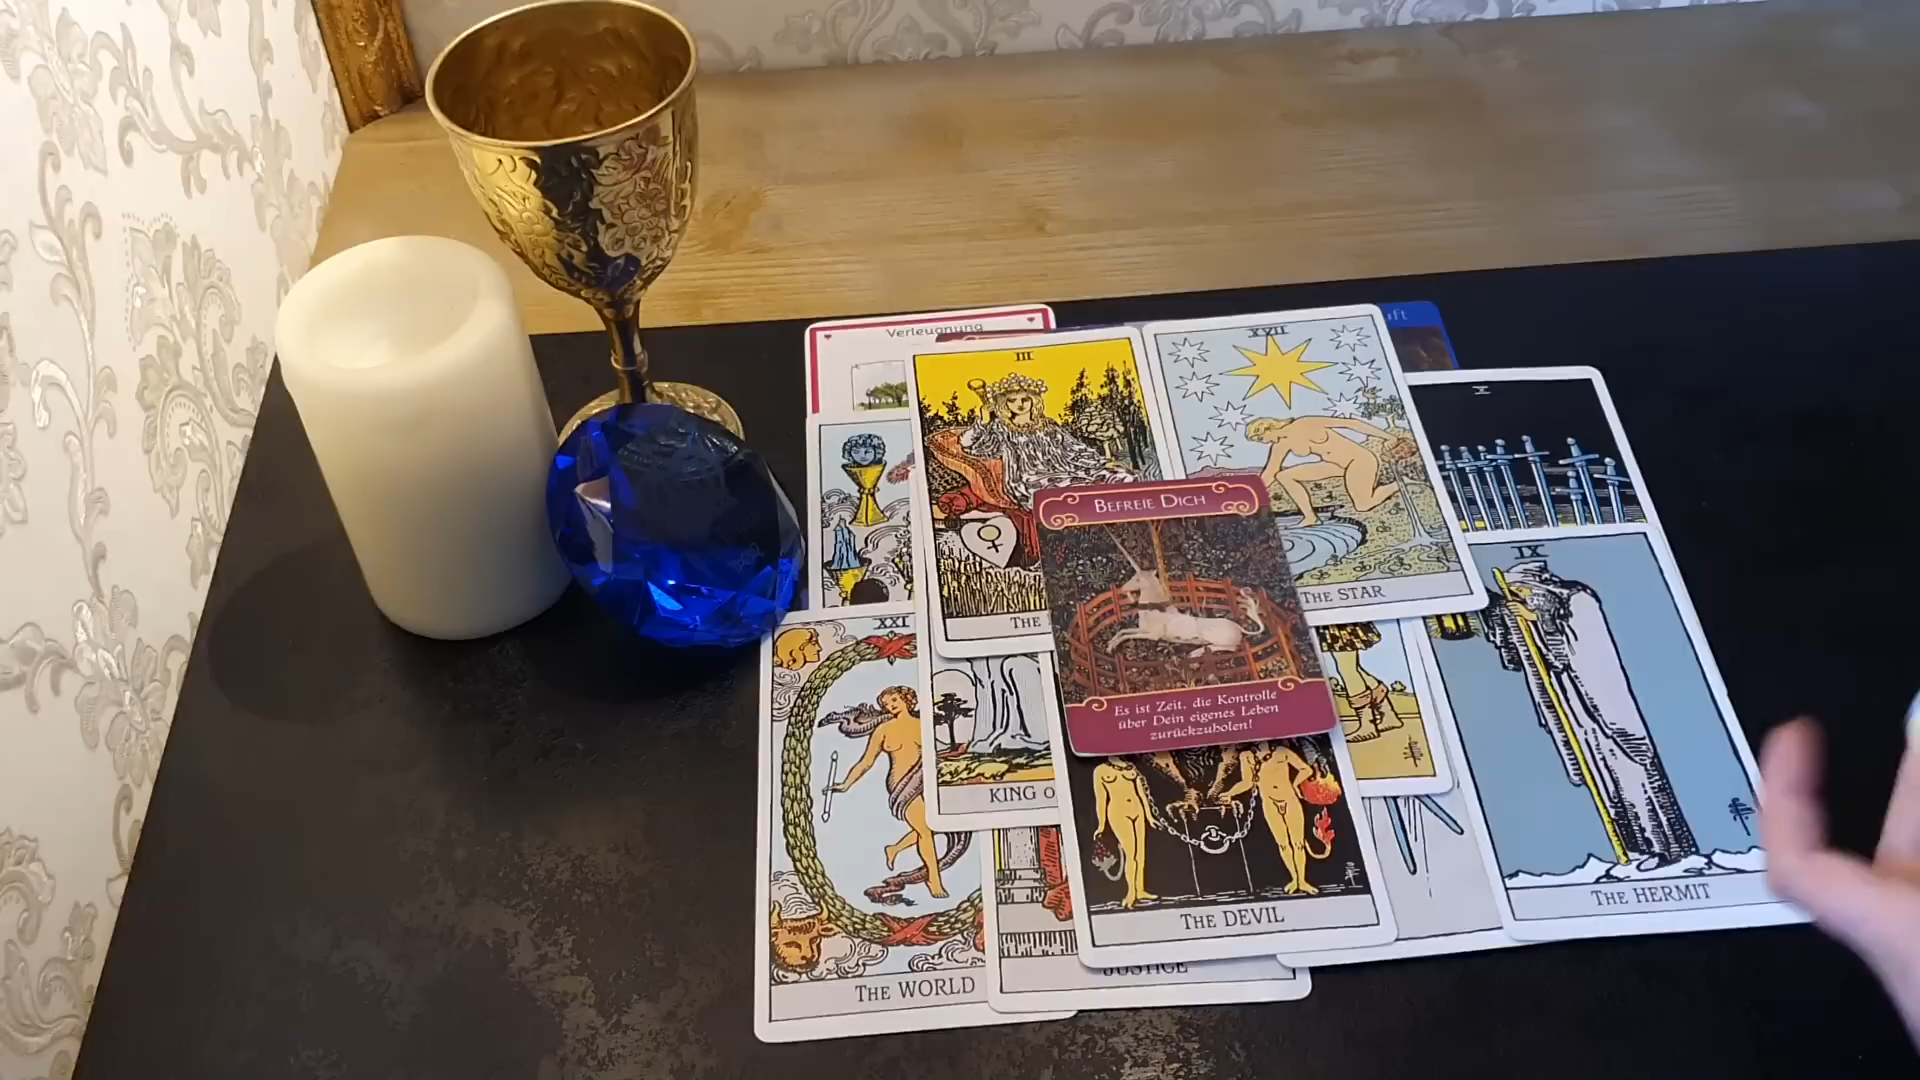 Verleugnung
III
XVII
X
BEFREIE DICH
IX
THE STAR
THE
XXI
Es ist Zeit, die Kontrolle
über Dein eigenes Leben
zurückzuholen!
KING O
THE HERMIT
THE DEVIL
JUSTICE
THE WORLD